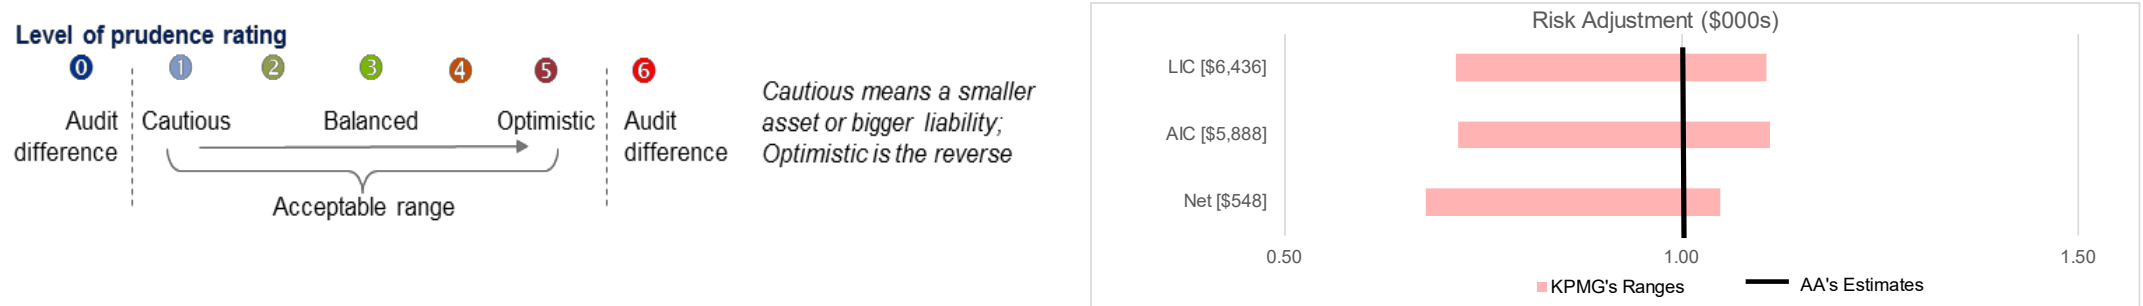 Level of prudence rating
0 1 2 3 4 5 6
Audit difference
Cautious
Balanced
Optimistic
Audit difference
Acceptable range
Cautious means a smaller
asset or bigger liability;
Optimistic is the reverse
Risk Adjustment ($000s)
LIC [$6,436]
AIC [$5,888]
Net [$548]
0.50 1.00 1.50
KPMG's Ranges AA's Estimates